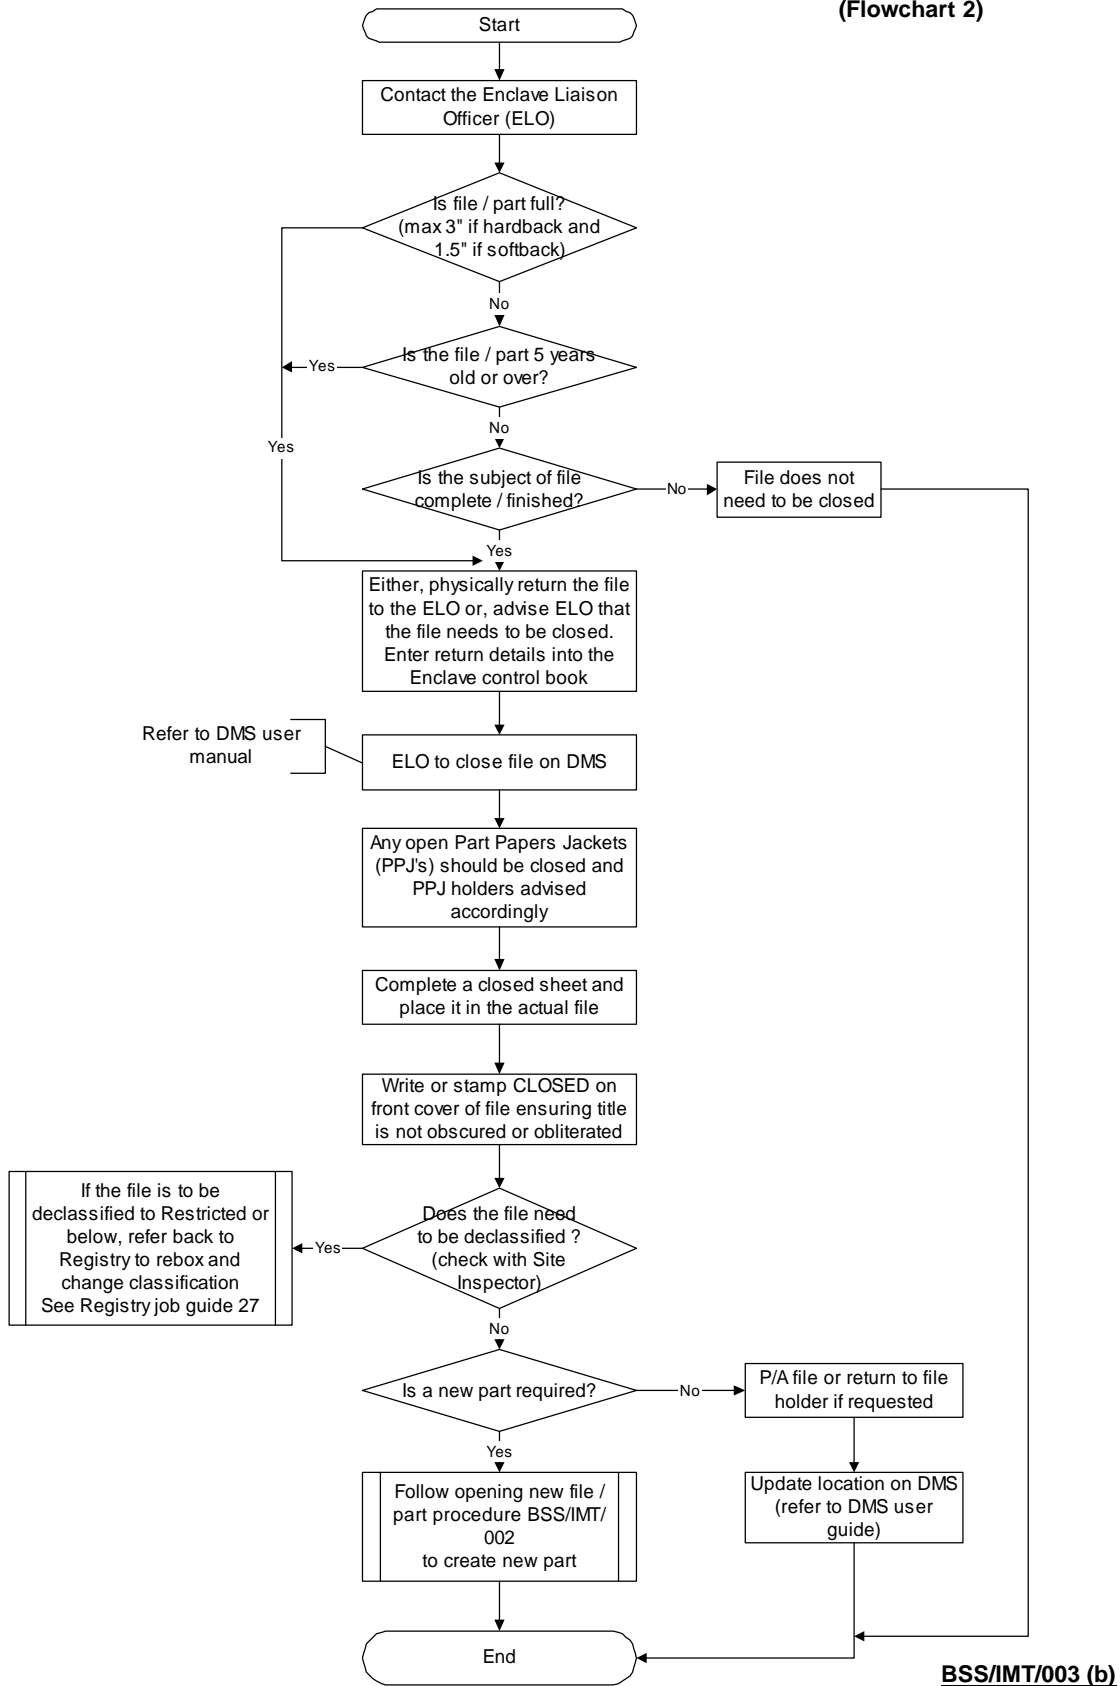 (Flowchart 2)
Start
Contact the Enclave Liaison
Officer (ELO)
Is file / part full?
(max 3" if hardback and
1.5" if softback)
No
Is the file / part 5 years
old or over?
Yes
No
Yes
Is the subject of file
complete / finished?
No
File does not
need to be closed
Yes
Either, physically return the file
to the ELO or, advise ELO that
the file needs to be closed.
Enter return details into the
Enclave control book
Refer to DMS user
manual
ELO to close file on DMS
Any open Part Papers Jackets
(PPJ's) should be closed and
PPJ holders advised
accordingly
Complete a closed sheet and
place it in the actual file
Write or stamp CLOSED on
front cover of file ensuring title
is not obscured or obliterated
Does the file need
to be declassified ?
(check with Site
Inspector)
Yes
If the file is to be
declassified to Restricted or
below, refer back to
Registry to rebox and
change classification
See Registry job guide 27
No
Is a new part required?
No
P/A file or return to file
holder if requested
Yes
Follow opening new file /
part procedure BSS/IMT/
002
to create new part
Update location on DMS
(refer to DMS user
guide)
End
BSS/IMT/003 (b)